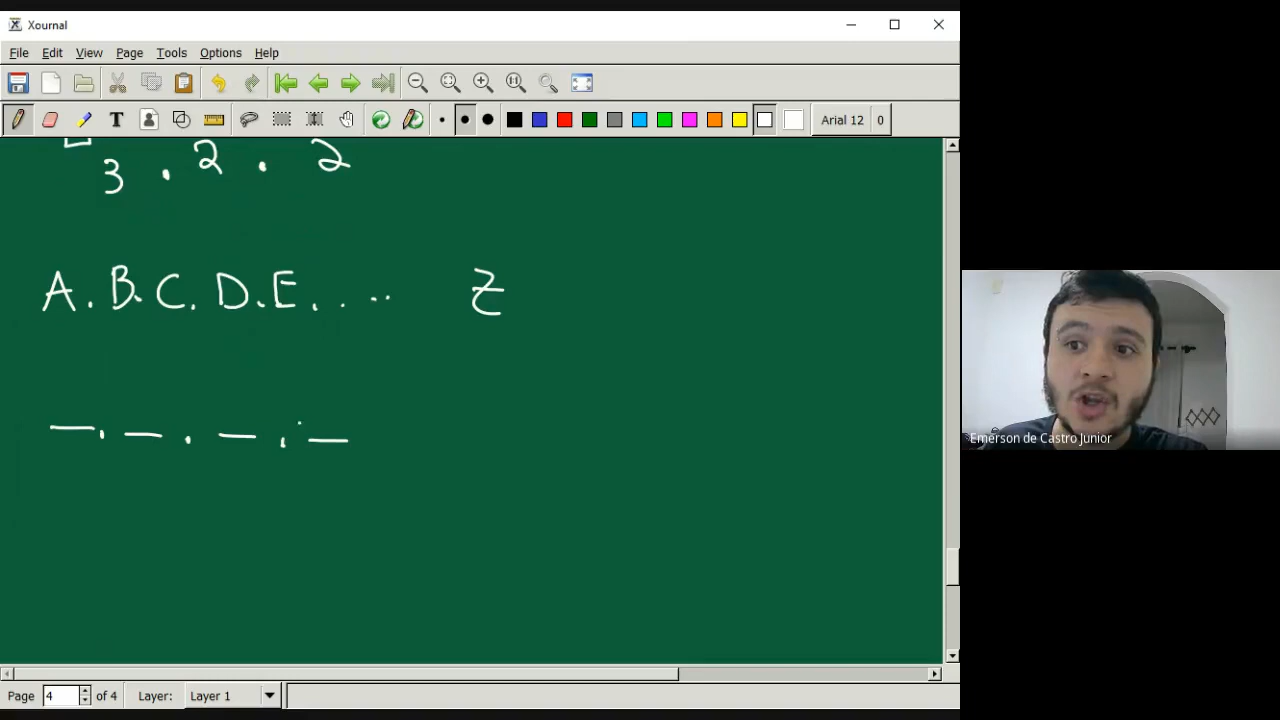 Xournal
File Edit View Page Tools Options Help
T Arial 12 0
3 . 2 . 2
A. B. C. D. E. . . . Z
_. _ . _ . _
Emerson de Castro Junior
Page 4 of 4 Layer: Layer 1